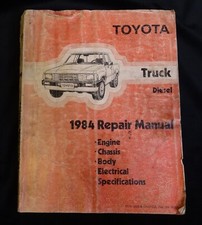 TOYOTA
Truck
Diesel
1984 Repair Manual
· Engine
· Chassis
· Body
· Electrical
· Specifications